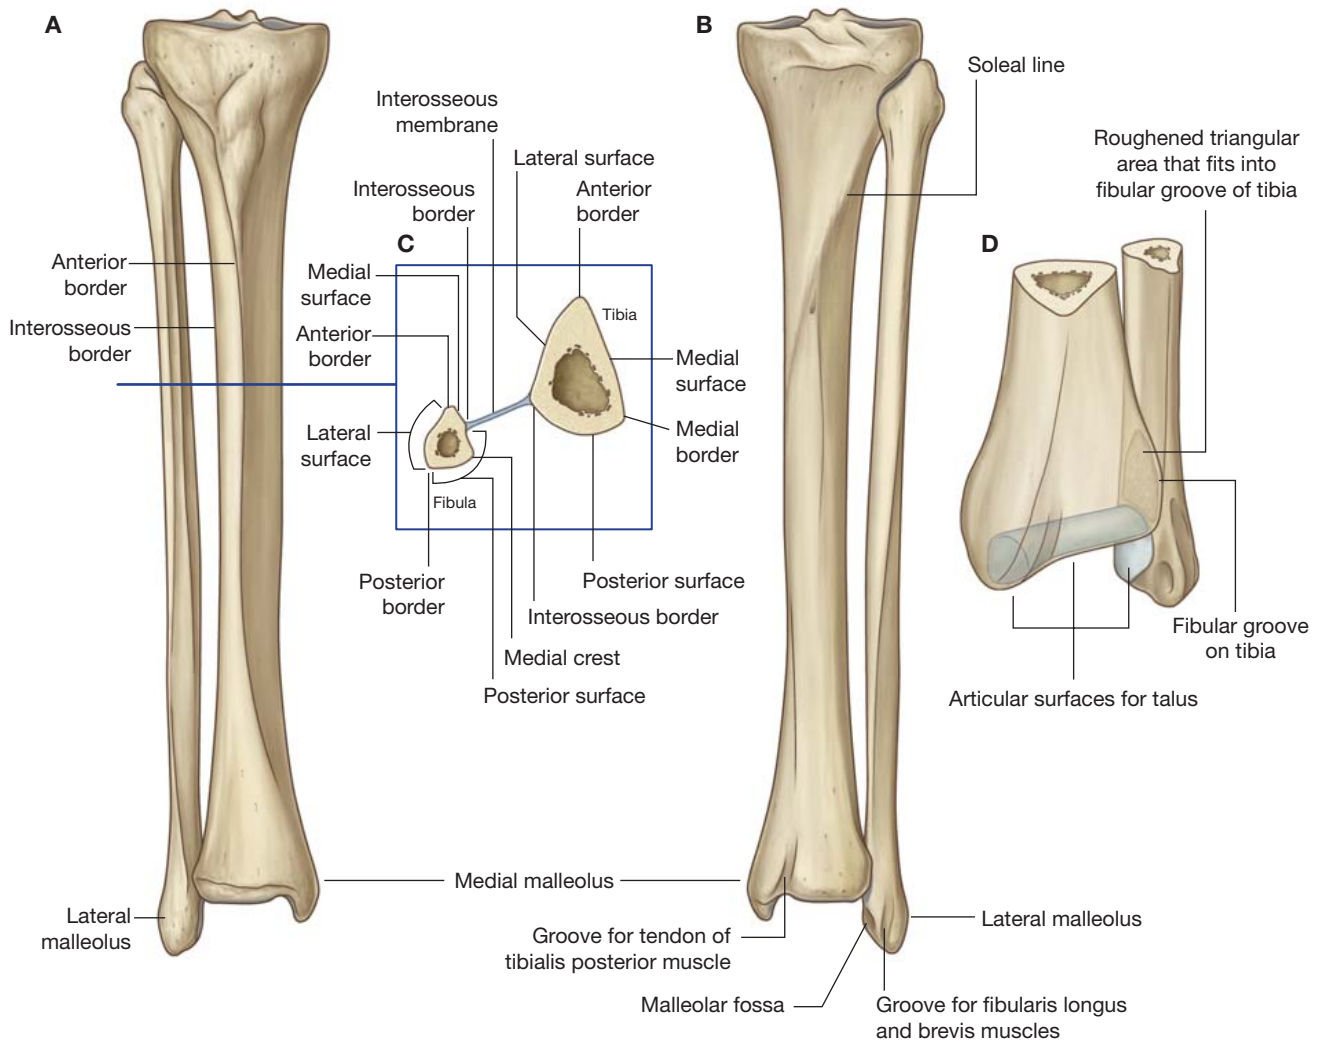 A
B
Soleal line
Interosseous
membrane
Roughened triangular
area that fits into
fibular groove of tibia
Lateral surface
Interosseous
border
Anterior
border
C
D
Anterior
border
Medial
surface
Tibia
Interosseous
border
Anterior
border
Medial
surface
Lateral
surface
Medial
border
Fibula
Posterior
border
Posterior surface
Interosseous border
Medial crest
Posterior surface
Fibular groove
on tibia
Articular surfaces for talus
Medial malleolus
Lateral
malleolus
Lateral malleolus
Groove for tendon of
tibialis posterior muscle
Malleolar fossa
Groove for fibularis longus
and brevis muscles